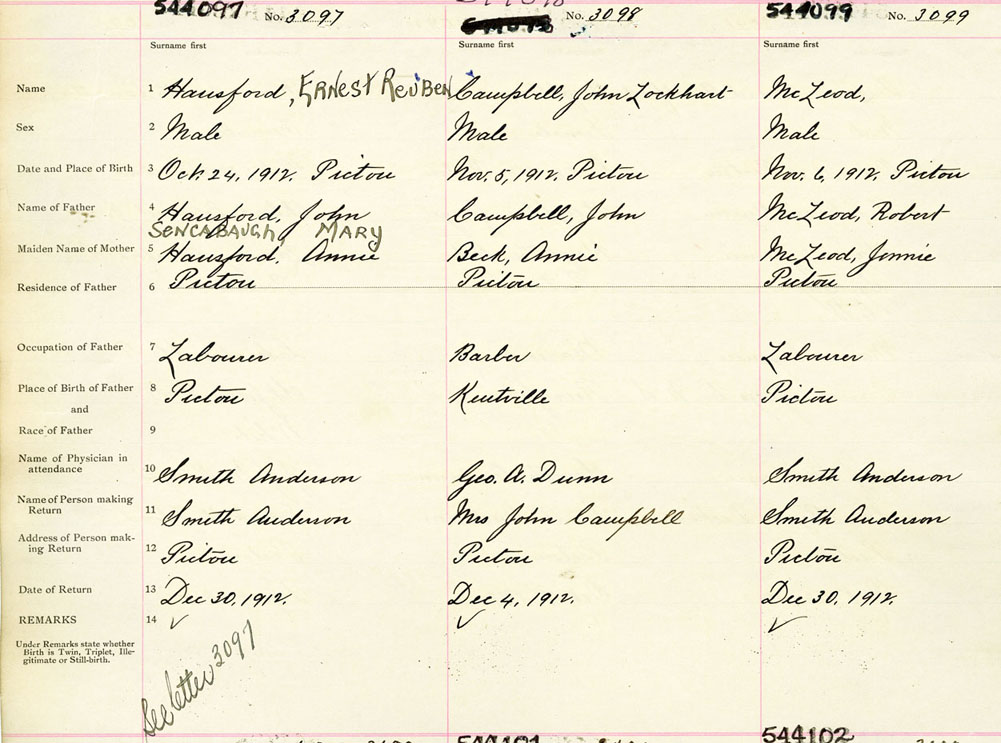 544097 No. 3097 No. 3098 544099 No. 3099
Surname first Surname first Surname first
Name 1 Hansford, ERNEST REUBEN Campbell, John Lockhart McLeod,
Sex 2 Male Male Male
Date and Place of Birth 3 Oct. 24, 1912. Pictou Nov. 5, 1912. Pictou Nov. 6, 1912. Pictou
Name of Father 4 Hansford, John Campbell, John McLeod, Robert
SENCABAUGH, MARY
Maiden Name of Mother 5 Hansford, Annie Beck, Annie McLeod, Jennie
Residence of Father 6 Pictou Pictou Pictou
Occupation of Father 7 Labourer Barber Labourer
Place of Birth of Father 8 Pictou Kentville Pictou
and
Race of Father 9
Name of Physician in
attendance 10 Smith Anderson Geo. A. Dunn Smith Anderson
Name of Person making
Return 11 Smith Anderson Mrs John Campbell Smith Anderson
Address of Person mak-
ing Return 12 Pictou Pictou Pictou
Date of Return 13 Dec 30, 1912. Dec 4, 1912. Dec 30, 1912.
REMARKS 14
Under Remarks state whether
Birth is Twin, Triplet, Ille-
gitimate or Still-birth.
See letter 3097
544101 544102